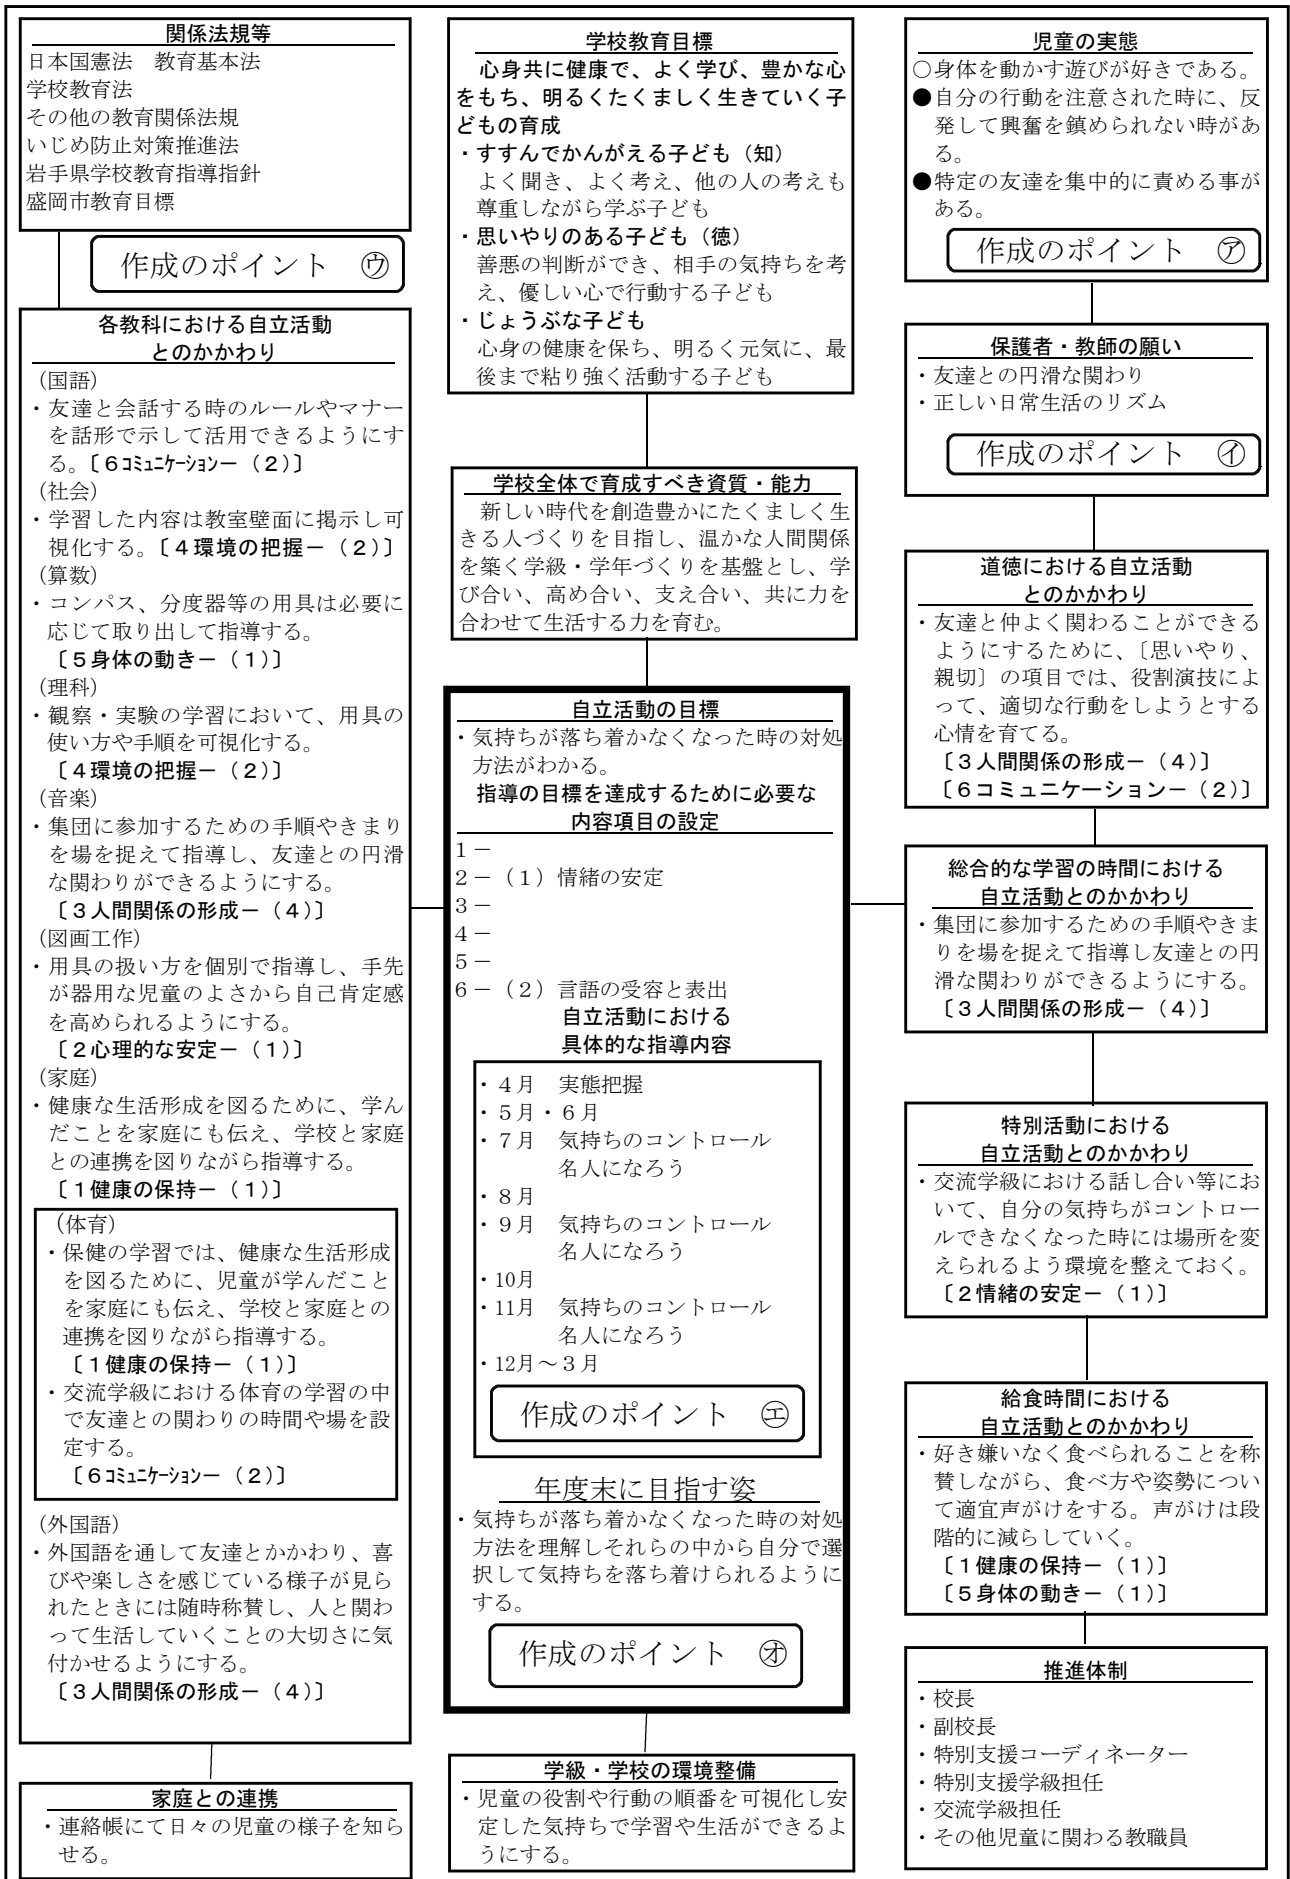 関係法規等
日本国憲法　教育基本法
学校教育法
その他の教育関係法規
いじめ防止対策推進法
岩手県学校教育指導指針
盛岡市教育目標
作成のポイント　㋒
各教科における自立活動
とのかかわり
（国語）
・友達と会話する時のルールやマナー
を話形で示して活用できるようにす
る。〔６ｺﾐｭﾆｹｰｼｮﾝー（２）〕
（社会）
・学習した内容は教室壁面に掲示し可
視化する。〔４環境の把握ー（２）〕
（算数）
・コンパス、分度器等の用具は必要に
応じて取り出して指導する。
〔５身体の動きー（１）〕
（理科）
・観察・実験の学習において、用具の
使い方や手順を可視化する。
〔４環境の把握ー（２）〕
（音楽）
・集団に参加するための手順やきまり
を場を捉えて指導し、友達との円滑
な関わりができるようにする。
〔３人間関係の形成ー（４）〕
（図画工作）
・用具の扱い方を個別で指導し、手先
が器用な児童のよさから自己肯定感
を高められるようにする。
〔２心理的な安定ー（１）〕
（家庭）
・健康な生活形成を図るために、学ん
だことを家庭にも伝え、学校と家庭
との連携を図りながら指導する。
〔１健康の保持ー（１）〕
（体育）
・保健の学習では、健康な生活形成
を図るために、児童が学んだこと
を家庭にも伝え、学校と家庭との
連携を図りながら指導する。
〔１健康の保持ー（１）〕
・交流学級における体育の学習の中
で友達との関わりの時間や場を設
定する。
〔６ｺﾐｭﾆｹｰｼｮﾝー（２）〕
（外国語）
・外国語を通して友達とかかわり、喜
びや楽しさを感じている様子が見ら
れたときには随時称賛し、人と関わ
って生活していくことの大切さに気
付かせるようにする。
〔３人間関係の形成ー（４）〕
家庭との連携
・連絡帳にて日々の児童の様子を知ら
せる。
学校教育目標
心身共に健康で、よく学び、豊かな心
をもち、明るくたくましく生きていく子
どもの育成
・すすんでかんがえる子ども（知）
よく聞き、よく考え、他の人の考えも
尊重しながら学ぶ子ども
・思いやりのある子ども（徳）
善悪の判断ができ、相手の気持ちを考
え、優しい心で行動する子ども
・じょうぶな子ども
心身の健康を保ち、明るく元気に、最
後まで粘り強く活動する子ども
学校全体で育成すべき資質・能力
新しい時代を創造豊かにたくましく生
きる人づくりを目指し、温かな人間関係
を築く学級・学年づくりを基盤とし、学
び合い、高め合い、支え合い、共に力を
合わせて生活する力を育む。
自立活動の目標
・気持ちが落ち着かなくなった時の対処
方法がわかる。
指導の目標を達成するために必要な
内容項目の設定
１－
２－（１）情緒の安定
３－
４－
５－
６－（２）言語の受容と表出
自立活動における
具体的な指導内容
・４月　実態把握
・５月・６月
・７月　気持ちのコントロール
名人になろう
・８月
・９月　気持ちのコントロール
名人になろう
・10月
・11月　気持ちのコントロール
名人になろう
・12月～３月
作成のポイント　㋓
年度末に目指す姿
・気持ちが落ち着かなくなった時の対処
方法を理解しそれらの中から自分で選
択して気持ちを落ち着けられるように
する。
作成のポイント　㋔
学級・学校の環境整備
・児童の役割や行動の順番を可視化し安
定した気持ちで学習や生活ができるよ
うにする。
児童の実態
○身体を動かす遊びが好きである。
●自分の行動を注意された時に、反
発して興奮を鎮められない時があ
る。
●特定の友達を集中的に責める事が
ある。
作成のポイント　㋐
保護者・教師の願い
・友達との円滑な関わり
・正しい日常生活のリズム
作成のポイント　㋑
道徳における自立活動
とのかかわり
・友達と仲よく関わることができる
ようにするために、〔思いやり、
親切〕の項目では、役割演技によ
って、適切な行動をしようとする
心情を育てる。
〔３人間関係の形成ー（４）〕
〔６コミュニケーションー（２）〕
総合的な学習の時間における
自立活動とのかかわり
・集団に参加するための手順やきま
りを場を捉えて指導し友達との円
滑な関わりができるようにする。
〔３人間関係の形成ー（４）〕
特別活動における
自立活動とのかかわり
・交流学級における話し合い等にお
いて、自分の気持ちがコントロー
ルできなくなった時には場所を変
えられるよう環境を整えておく。
〔２情緒の安定ー（１）〕
給食時間における
自立活動とのかかわり
・好き嫌いなく食べられることを称
賛しながら、食べ方や姿勢につい
て適宜声がけをする。声がけは段
階的に減らしていく。
〔１健康の保持ー（１）〕
〔５身体の動きー（１）〕
推進体制
・校長
・副校長
・特別支援コーディネーター
・特別支援学級担任
・交流学級担任
・その他児童に関わる教職員